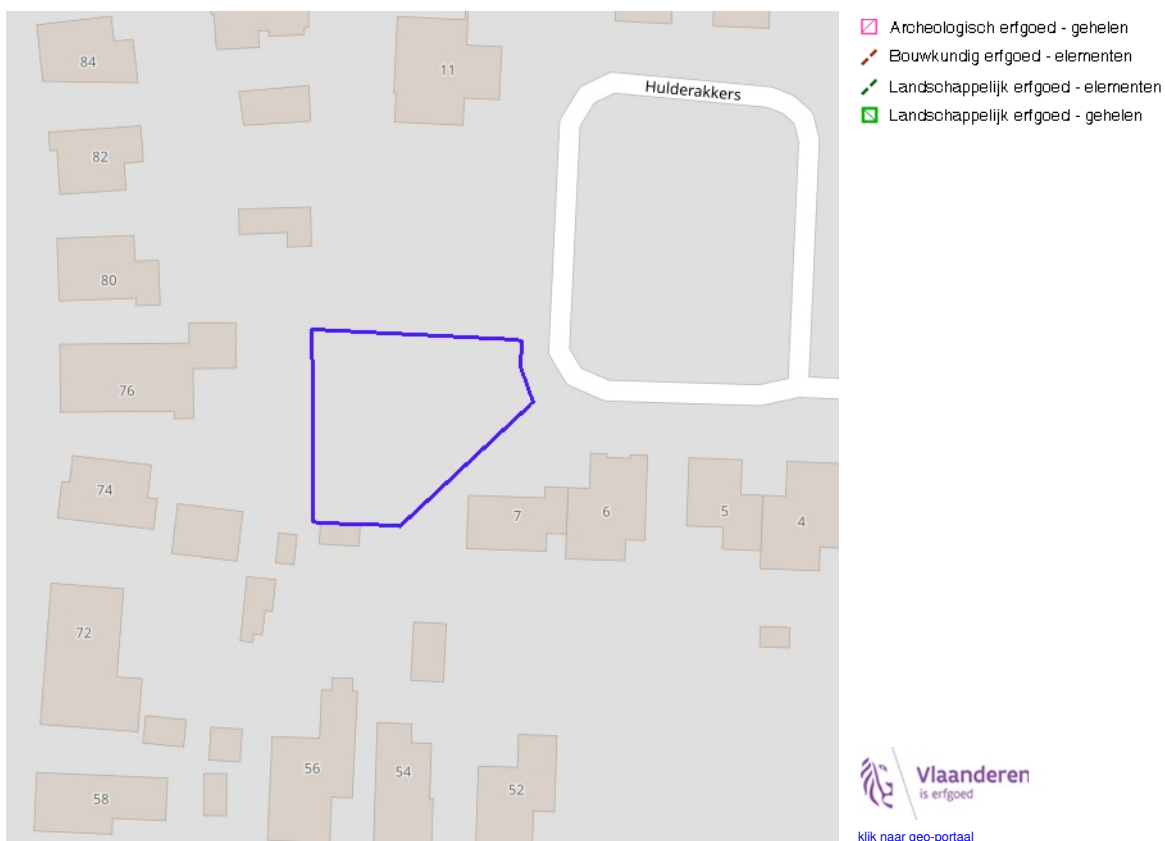 84
11
Hulderakkers
82
80
76
74
7
6
5
4
72
56
54
52
58
Archeologisch erfgoed - gehelen
Bouwkundig erfgoed - elementen
Landschappelijk erfgoed - elementen
Landschappelijk erfgoed - gehelen
Vlaanderen
is erfgoed
klik naar geo-portaal